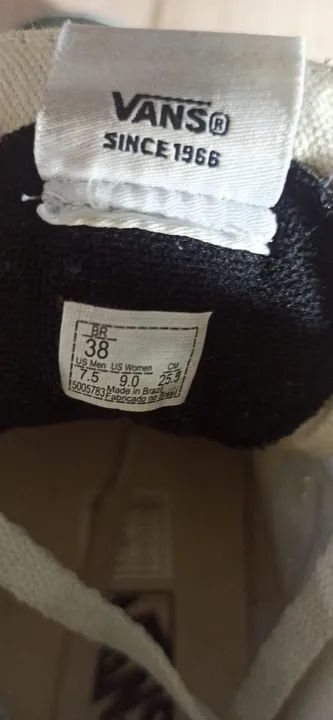 VANS®
SINCE 1966
BR
38
US Men US Women CM
7.5 9.0 25.5
5005783 Made in Brazil
Fabricado no Brasil